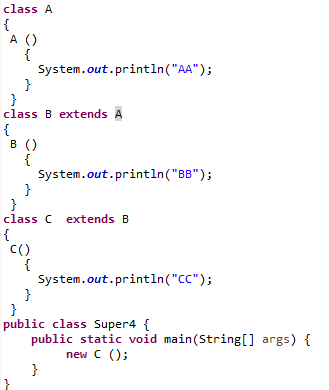 class A
{
 A ()
   {
     System.out.println("AA");
   }
 }
class B extends A
{
 B ()
   {
     System.out.println("BB");
   }
 }
class C  extends B
{
 C()
   {
     System.out.println("CC");
   }
 }
public class Super4 {
    public static void main(String[] args) {
         new C ();
    }
}